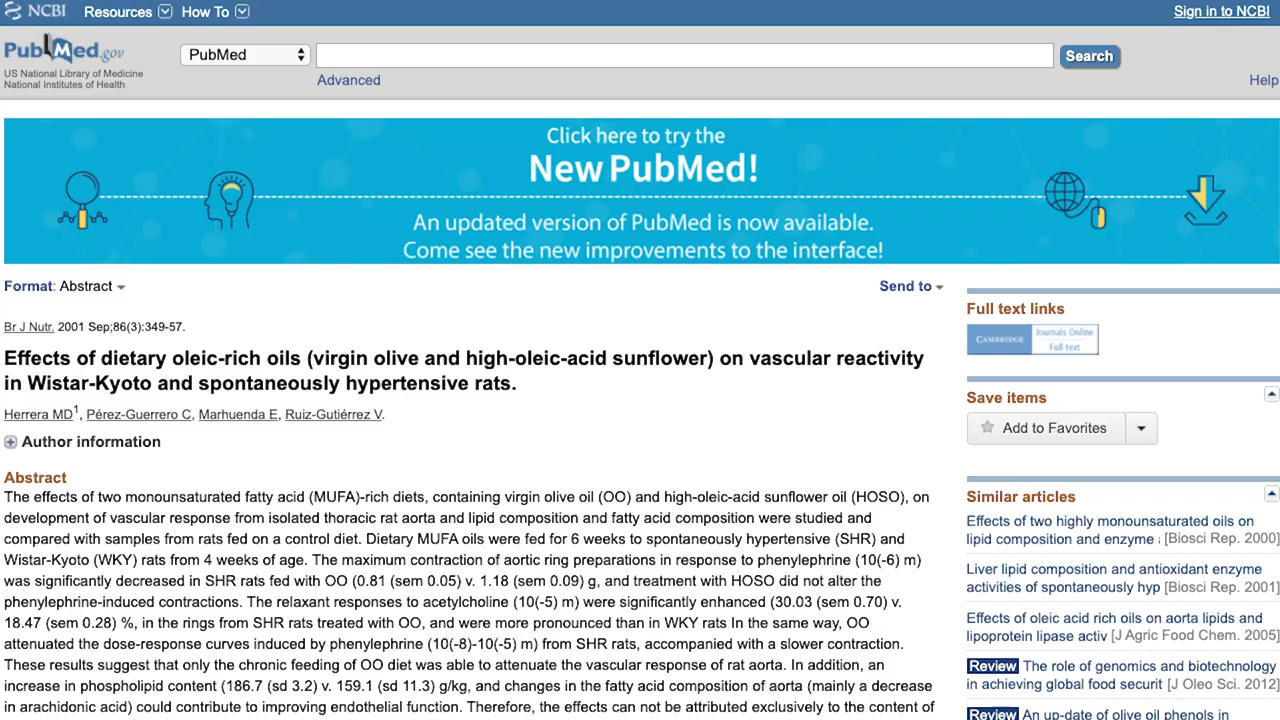 NCBI Resources How To Sign in to NCBI
PubMed.gov
US National Library of Medicine
National Institutes of Health
PubMed
Search
Advanced
Help
Click here to try the
New PubMed!
An updated version of PubMed is now available.
Come see the new improvements to the interface!
Format: Abstract
Send to
Br J Nutr. 2001 Sep;86(3):349-57.
Effects of dietary oleic-rich oils (virgin olive and high-oleic-acid sunflower) on vascular reactivity
in Wistar-Kyoto and spontaneously hypertensive rats.
Herrera MD1, Pérez-Guerrero C, Marhuenda E, Ruiz-Gutiérrez V.
Author information
Abstract
The effects of two monounsaturated fatty acid (MUFA)-rich diets, containing virgin olive oil (OO) and high-oleic-acid sunflower oil (HOSO), on
development of vascular response from isolated thoracic rat aorta and lipid composition and fatty acid composition were studied and
compared with samples from rats fed on a control diet. Dietary MUFA oils were fed for 6 weeks to spontaneously hypertensive (SHR) and
Wistar-Kyoto (WKY) rats from 4 weeks of age. The maximum contraction of aortic ring preparations in response to phenylephrine (10(-6) m)
was significantly decreased in SHR rats fed with OO (0.81 (sem 0.05) v. 1.18 (sem 0.09) g, and treatment with HOSO did not alter the
phenylephrine-induced contractions. The relaxant responses to acetylcholine (10(-5) m) were significantly enhanced (30.03 (sem 0.70) v.
18.47 (sem 0.28) %, in the rings from SHR rats treated with OO, and were more pronounced than in WKY rats In the same way, OO
attenuated the dose-response curves induced by phenylephrine (10(-8)-10(-5) m) from SHR rats, accompanied with a slower contraction.
These results suggest that only the chronic feeding of OO diet was able to attenuate the vascular response of rat aorta. In addition, an
increase in phospholipid content (186.7 (sd 3.2) v. 159.1 (sd 11.3) g/kg, and changes in the fatty acid composition of aorta (mainly a decrease
in arachidonic acid) could contribute to improving endothelial function. Therefore, the effects can not be attributed exclusively to the content of
Full text links
CAMBRIDGE Journals Online
Full text
Save items
Add to Favorites
Similar articles
Effects of two highly monounsaturated oils on
lipid composition and enzyme [Biosci Rep. 2000]
Liver lipid composition and antioxidant enzyme
activities of spontaneously hyp [Biosci Rep. 2001]
Effects of oleic acid rich oils on aorta lipids and
lipoprotein lipase activ [J Agric Food Chem. 2005]
Review The role of genomics and biotechnology
in achieving global food securit [J Oleo Sci. 2012]
Review An up-date of olive oil phenols in